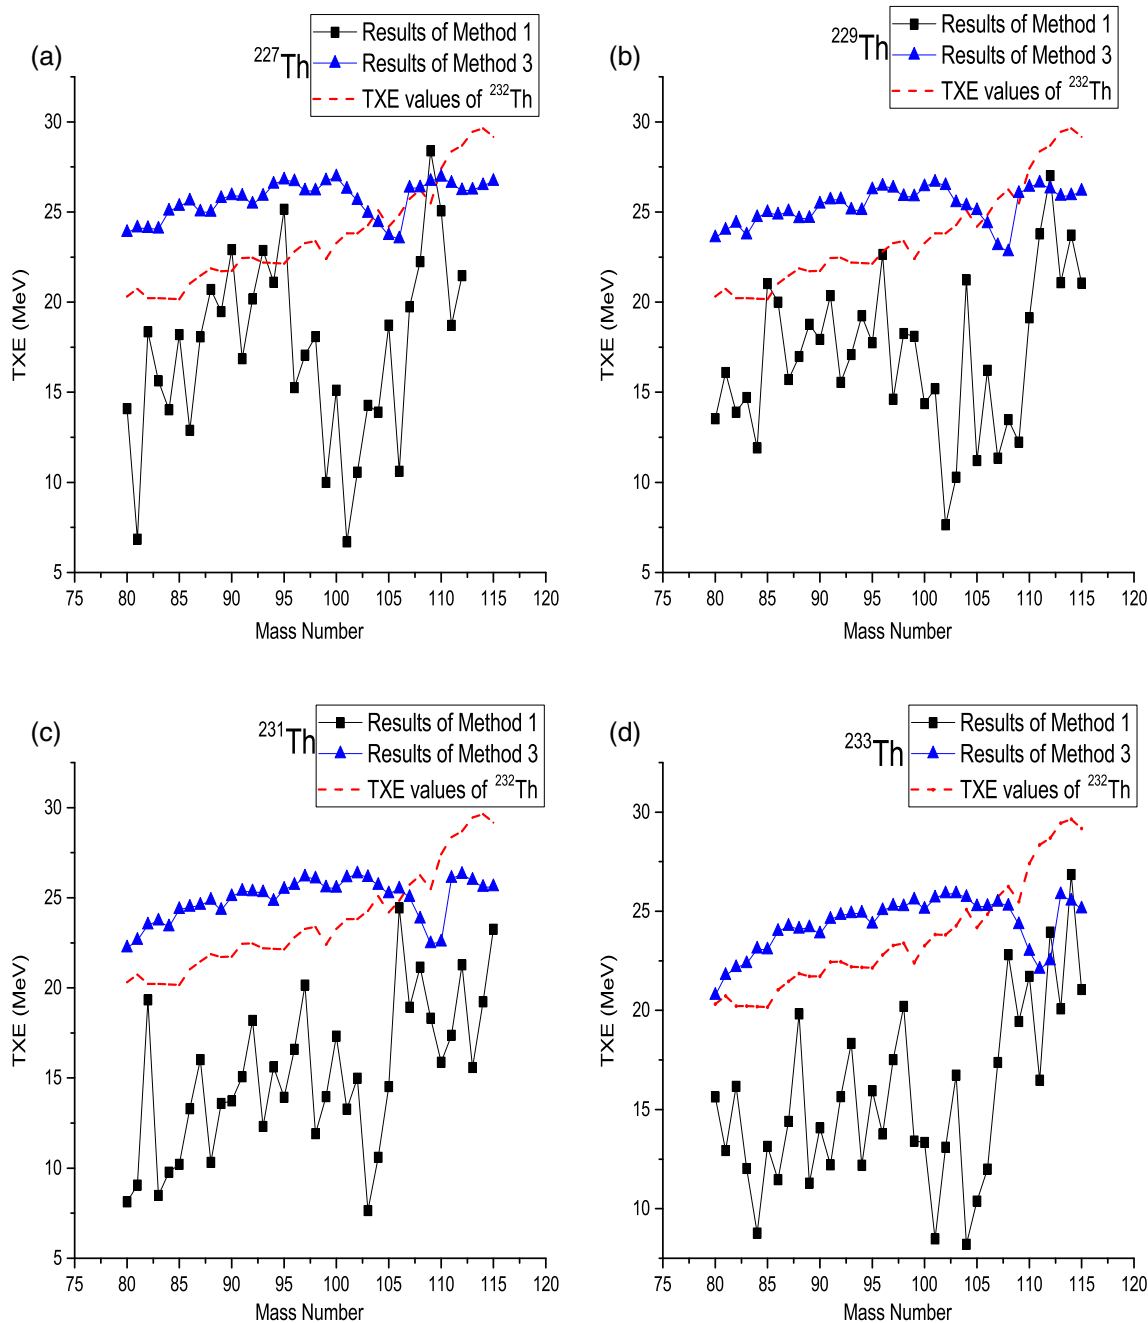 (a)
227Th
Results of Method 1
Results of Method 3
TXE values of 232Th
TXE (MeV)
30
25
20
15
10
5
75 80 85 90 95 100 105 110 115 120
Mass Number
(b)
229Th
Results of Method 1
Results of Method 3
TXE values of 232Th
TXE (MeV)
30
25
20
15
10
5
75 80 85 90 95 100 105 110 115 120
Mass Number
(c)
231Th
Results of Method 1
Results of Method 3
TXE values of 232Th
TXE (MeV)
30
25
20
15
10
5
75 80 85 90 95 100 105 110 115 120
Mass Number
(d)
233Th
Results of Method 1
Results of Method 3
TXE values of 232Th
TXE (MeV)
30
25
20
15
10
75 80 85 90 95 100 105 110 115 120
Mass Number